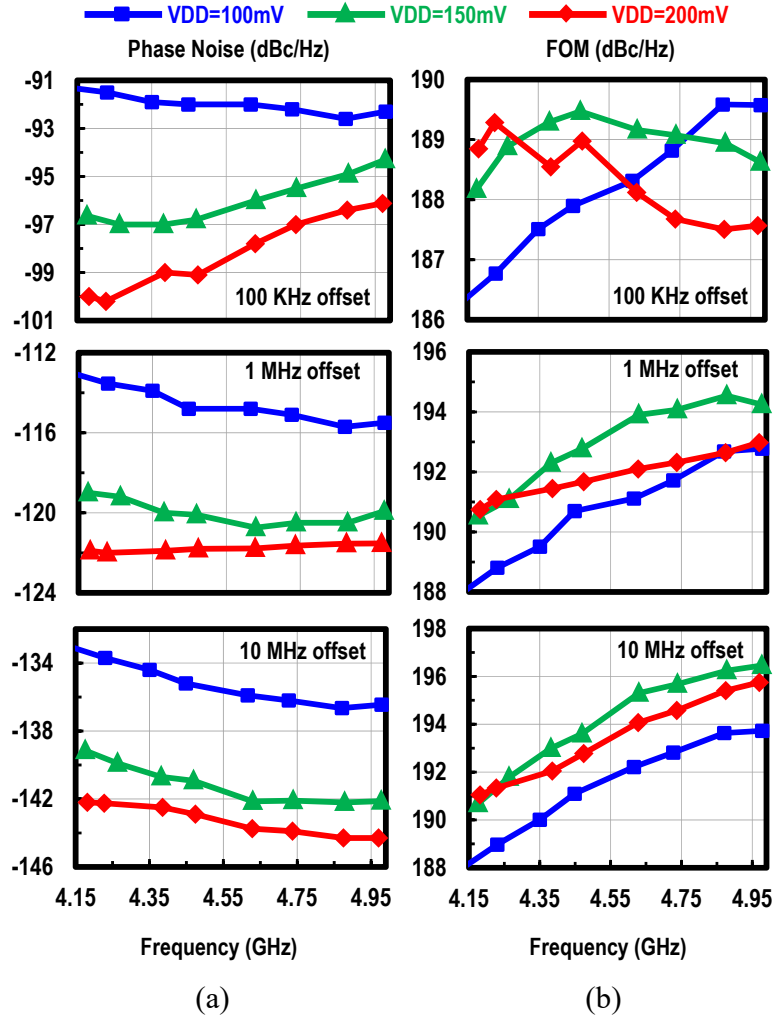 VDD=100mV VDD=150mV VDD=200mV
Phase Noise (dBc/Hz) FOM (dBc/Hz)
-91
-93
-95
-97
-99
-101
100 KHz offset
190
189
188
187
186
100 KHz offset
-112
-116
-120
-124
1 MHz offset
196
194
192
190
188
1 MHz offset
-134
-138
-142
-146
10 MHz offset
198
196
194
192
190
188
10 MHz offset
4.15 4.35 4.55 4.75 4.95
4.15 4.35 4.55 4.75 4.95
Frequency (GHz) Frequency (GHz)
(a) (b)